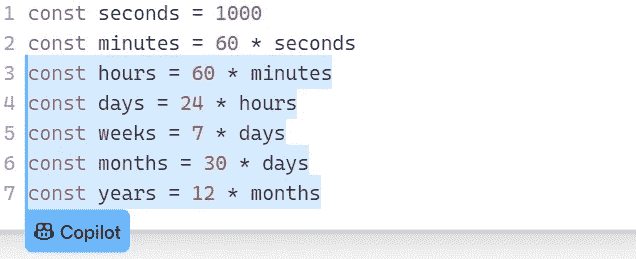 1 const seconds = 1000
2 const minutes = 60 * seconds
3 const hours = 60 * minutes
4 const days = 24 * hours
5 const weeks = 7 * days
6 const months = 30 * days
7 const years = 12 * months
Copilot